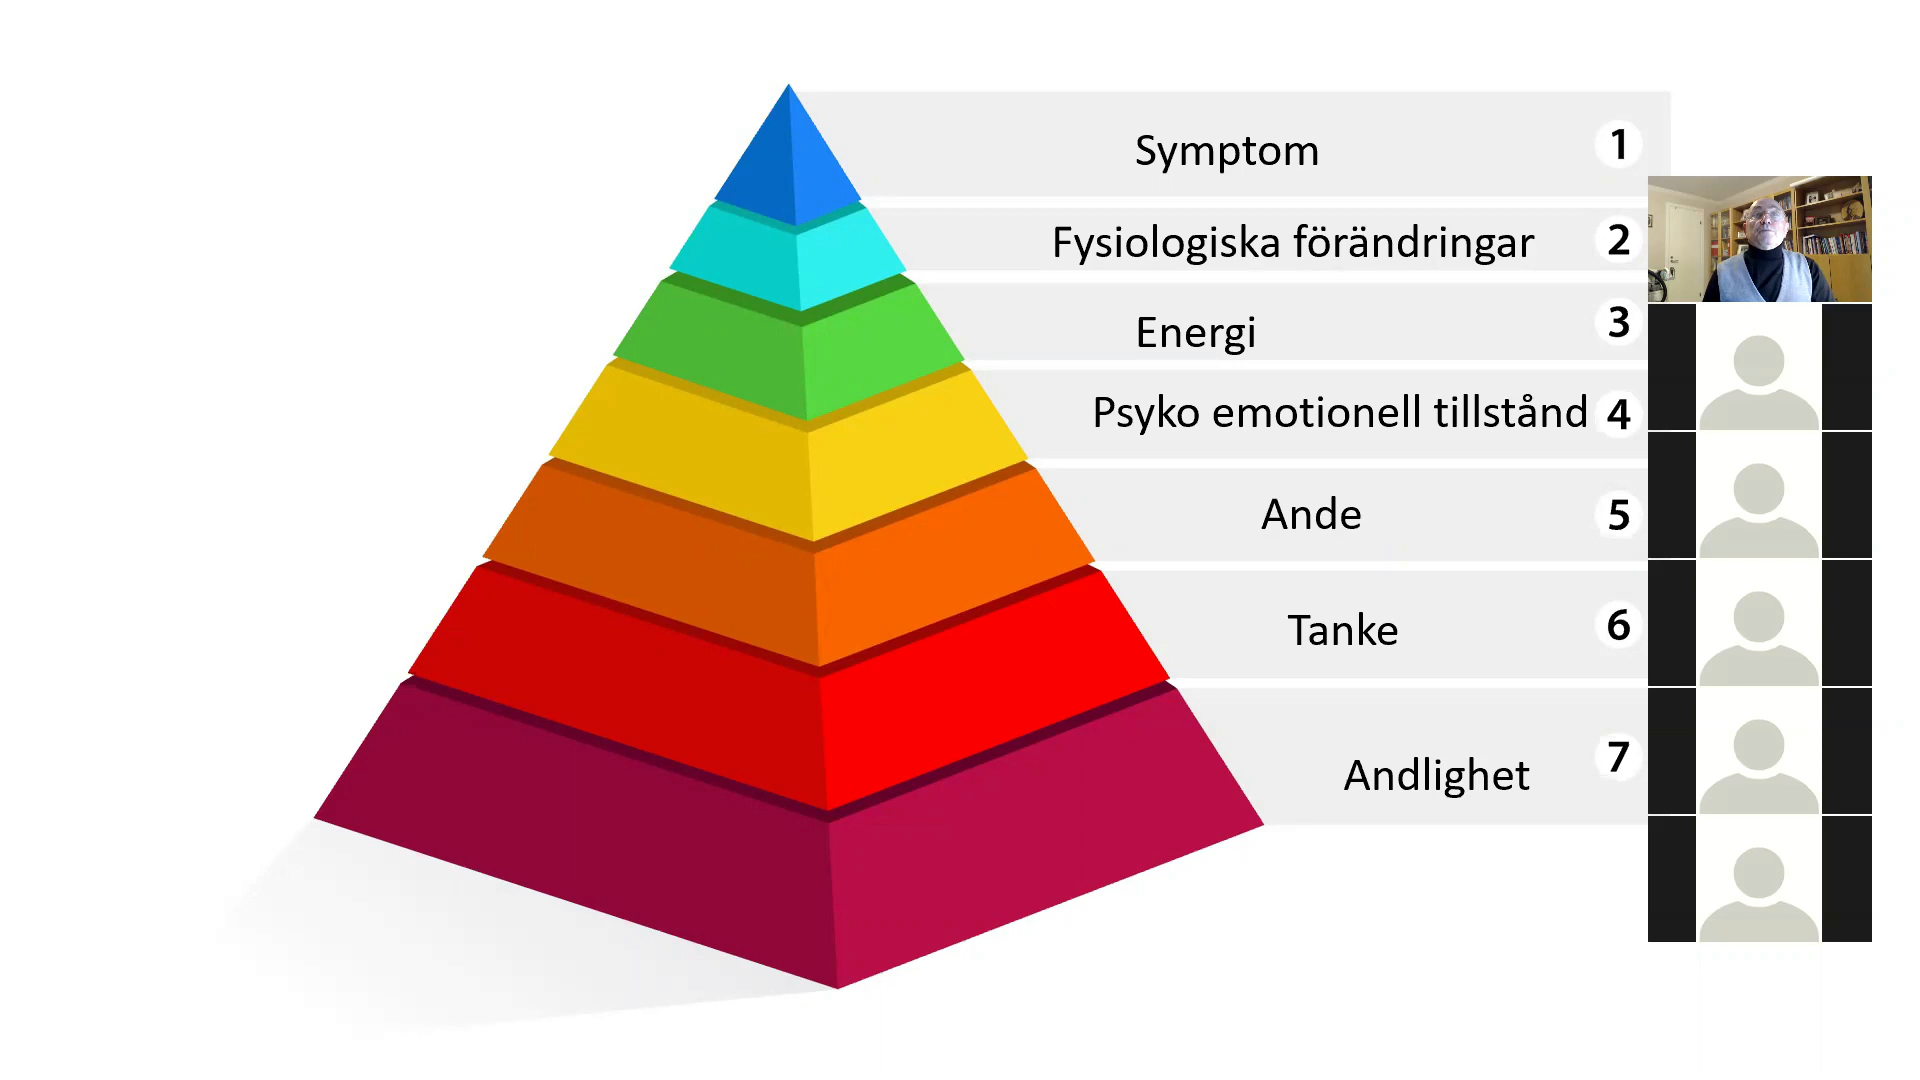 Symptom 1
Fysiologiska förändringar 2
Energi 3
Psyko emotionell tillstånd 4
Ande 5
Tanke 6
Andlighet 7